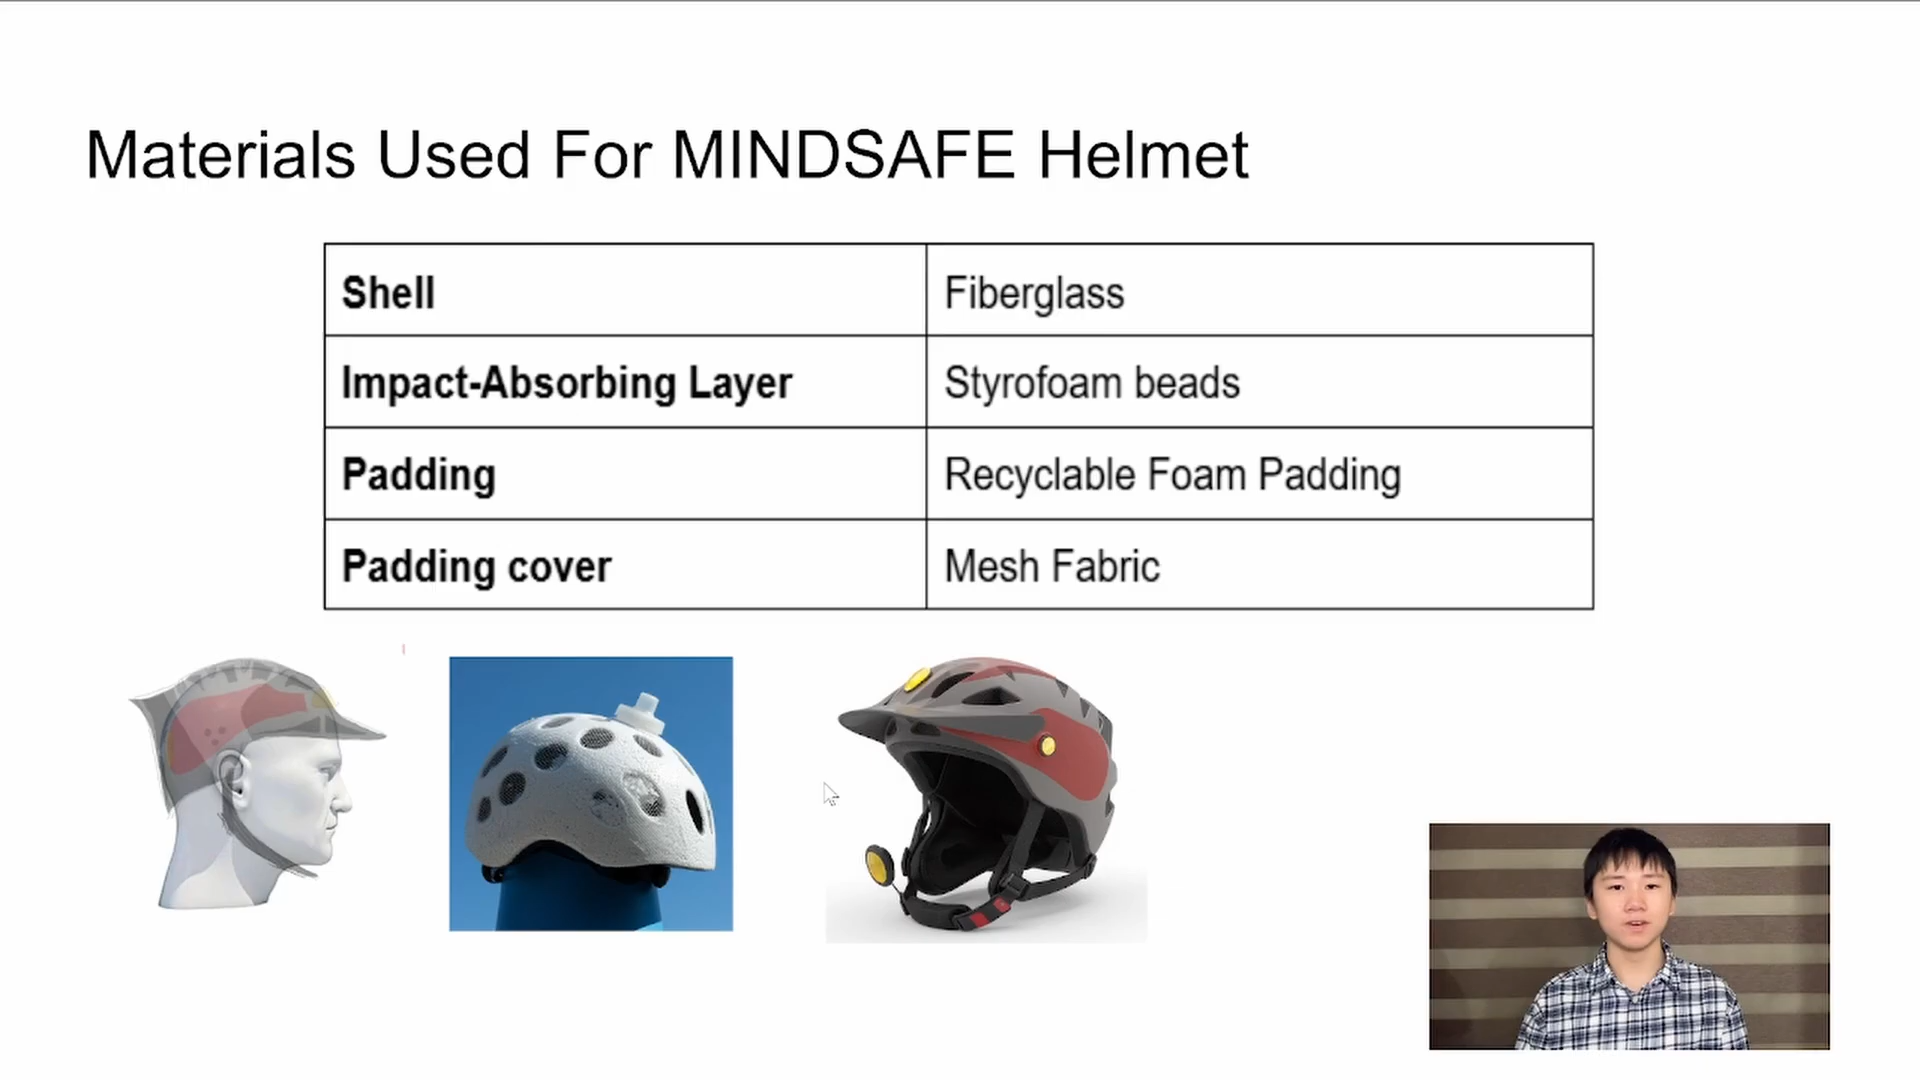 Materials Used For MINDSAFE Helmet
Shell Fiberglass
Impact-Absorbing Layer Styrofoam beads
Padding Recyclable Foam Padding
Padding cover Mesh Fabric